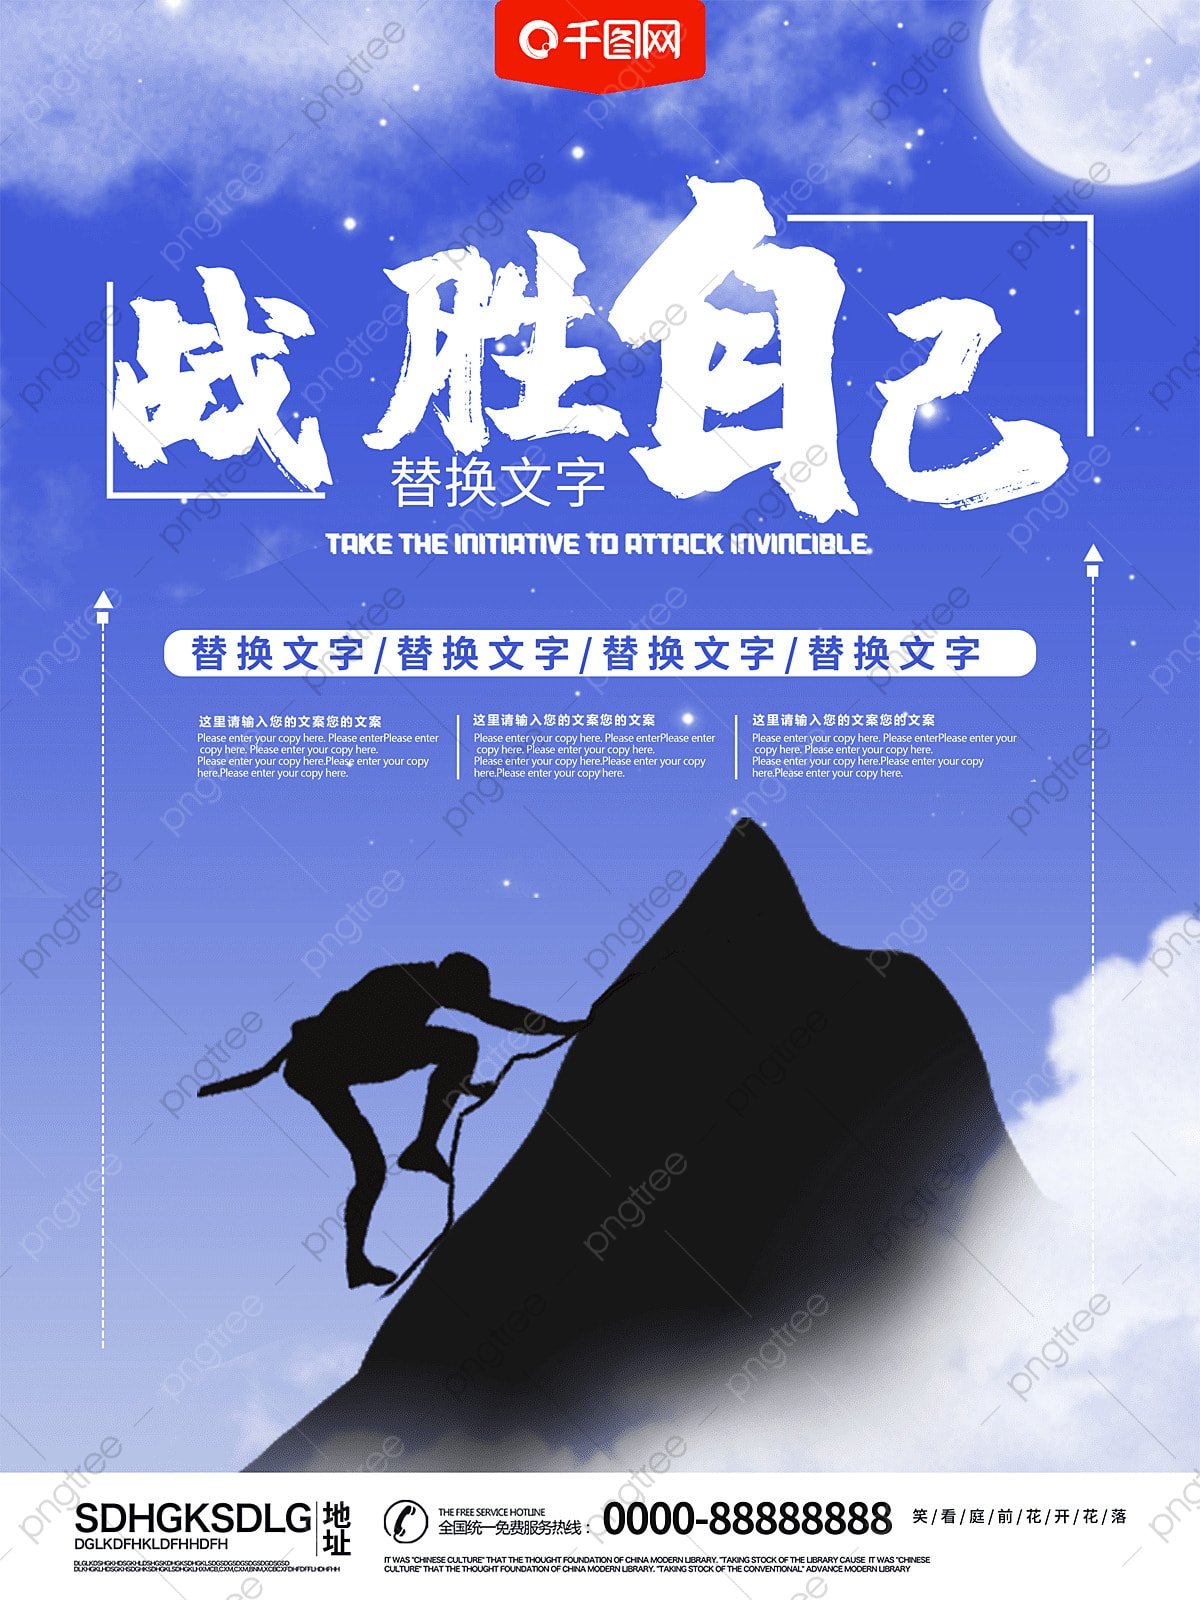 千图网
战胜自己
替换文字
TAKE THE INITIATIVE TO ATTACK INVINCIBLE.
替换文字/替换文字/替换文字/替换文字
这里请输入您的文案您的文案
Please enter your copy here. Please enterPlease enter
copy here. Please enter your copy here.
Please enter your copy here.Please enter your copy
here.Please enter your copy here.
这里请输入您的文案您的文案
Please enter your copy here. Please enterPlease enter
copy here. Please enter your copy here.
Please enter your copy here.Please enter your copy
here.Please enter your copy here.
这里请输入您的文案您的文案
Please enter your copy here. Please enterPlease enter your
copy here. Please enter your copy here.
Please enter your copy here.Please enter your copy
here.Please enter your copy here.
SDHGKSDLG
DGLKDFHKLDFHHDFH
地址
THE FREE SERVICE HOTLINE
全国统一免费服务热线：
0000-88888888
笑/看/庭/前/花/开/花/落
IT WAS "CHINESE CULTURE" THAT THE THOUGHT FOUNDATION OF CHINA MODERN LIBRARY. "TAKING STOCK OF THE LIBRARY CAUSE IT WAS "CHINESE
CULTURE" THAT THE THOUGHT FOUNDATION OF CHINA MODERN LIBRARY. "TAKING STOCK OF THE CONVENTIONAL" ADVANCE MODERN LIBRARY
pngtree